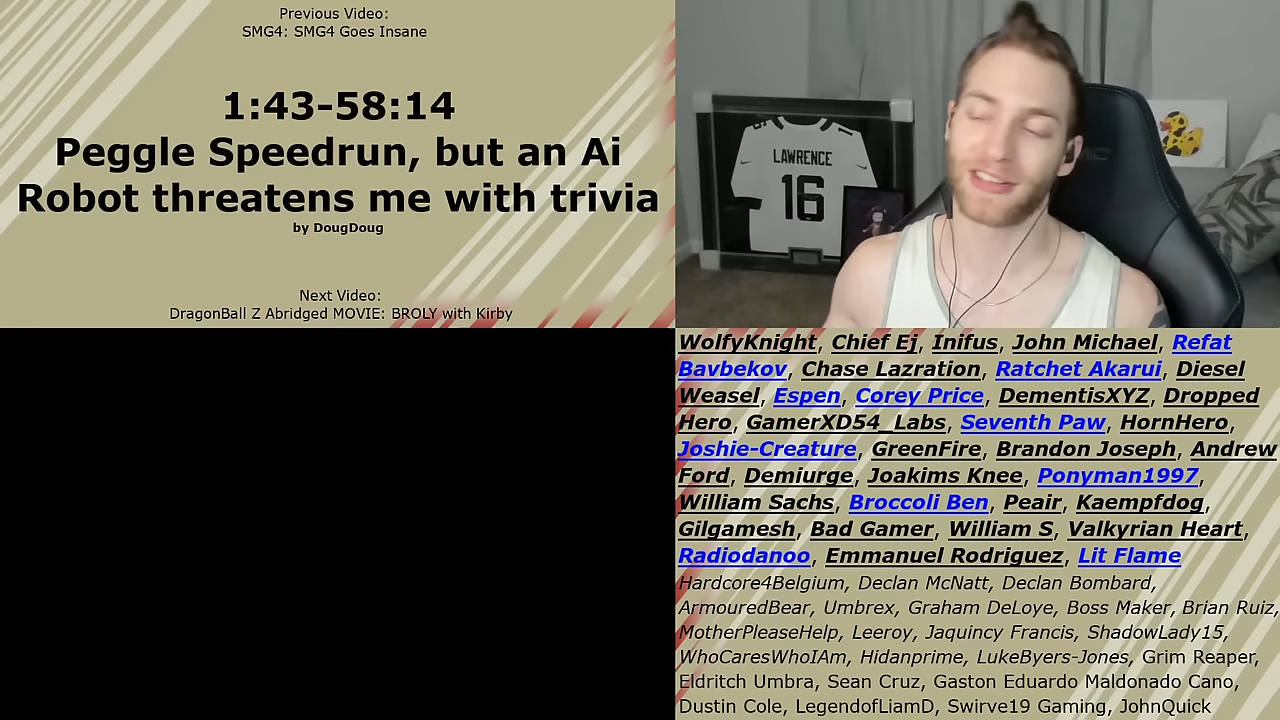 Previous Video:
SMG4: SMG4 Goes Insane
1:43-58:14
Peggle Speedrun, but an Ai
Robot threatens me with trivia
by DougDoug
Next Video:
DragonBall Z Abridged MOVIE: BROLY with Kirby
LAWRENCE
16
WolfyKnight, Chief Ej, Inifus, John Michael, Refat
Bavbekov, Chase Lazration, Ratchet Akarui, Diesel
Weasel, Espen, Corey Price, DementisXYZ, Dropped
Hero, GamerXD54_Labs, Seventh Paw, HornHero,
Joshie-Creature, GreenFire, Brandon Joseph, Andrew
Ford, Demiurge, Joakims Knee, Ponyman1997,
William Sachs, Broccoli Ben, Peair, Kaempfdog,
Gilgamesh, Bad Gamer, William S, Valkyrian Heart,
Radiodanoo, Emmanuel Rodriguez, Lit Flame
Hardcore4Belgium, Declan McNatt, Declan Bombard,
ArmouredBear, Umbrex, Graham DeLoye, Boss Maker, Brian Ruiz,
MotherPleaseHelp, Leeroy, Jaquincy Francis, ShadowLady15,
WhoCaresWhoIAm, Hidanprime, LukeByers-Jones, Grim Reaper,
Eldritch Umbra, Sean Cruz, Gaston Eduardo Maldonado Cano,
Dustin Cole, LegendofLiamD, Swirve19 Gaming, JohnQuick